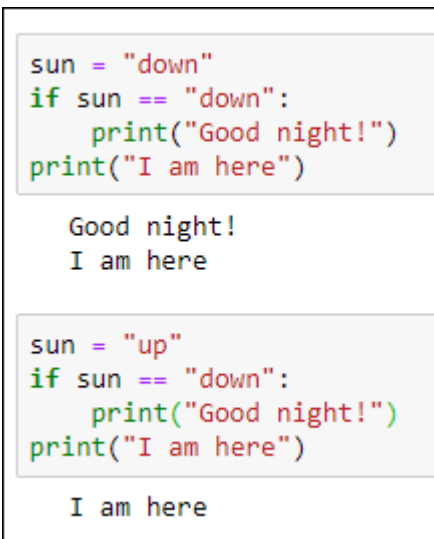 sun = "down"
if sun == "down":
    print("Good night!")
print("I am here")
Good night!
I am here
sun = "up"
if sun == "down":
    print("Good night!")
print("I am here")
I am here